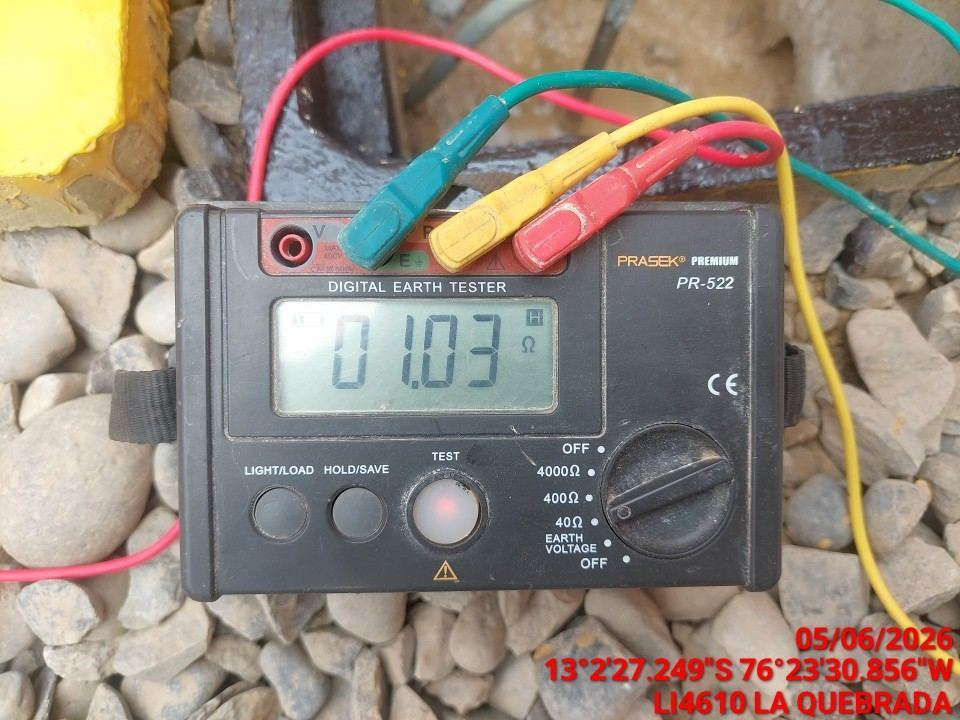 V
E
PRASEK® PREMIUM
PR-522
DIGITAL EARTH TESTER
H
01.03 Ω
CE
LIGHT/LOAD HOLD/SAVE TEST
OFF
4000Ω
400Ω
40Ω
EARTH
VOLTAGE
OFF
05/06/2026
13°2'27.249"S 76°23'30.856"W
LI4610 LA QUEBRADA